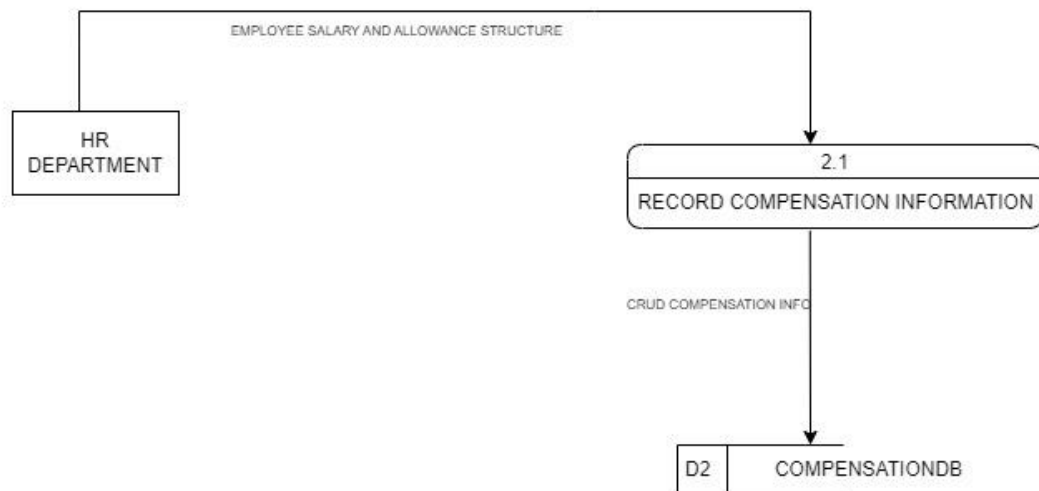 EMPLOYEE SALARY AND ALLOWANCE STRUCTURE
HR
DEPARTMENT
2.1
RECORD COMPENSATION INFORMATION
CRUD COMPENSATION INFO
D2
COMPENSATIONDB